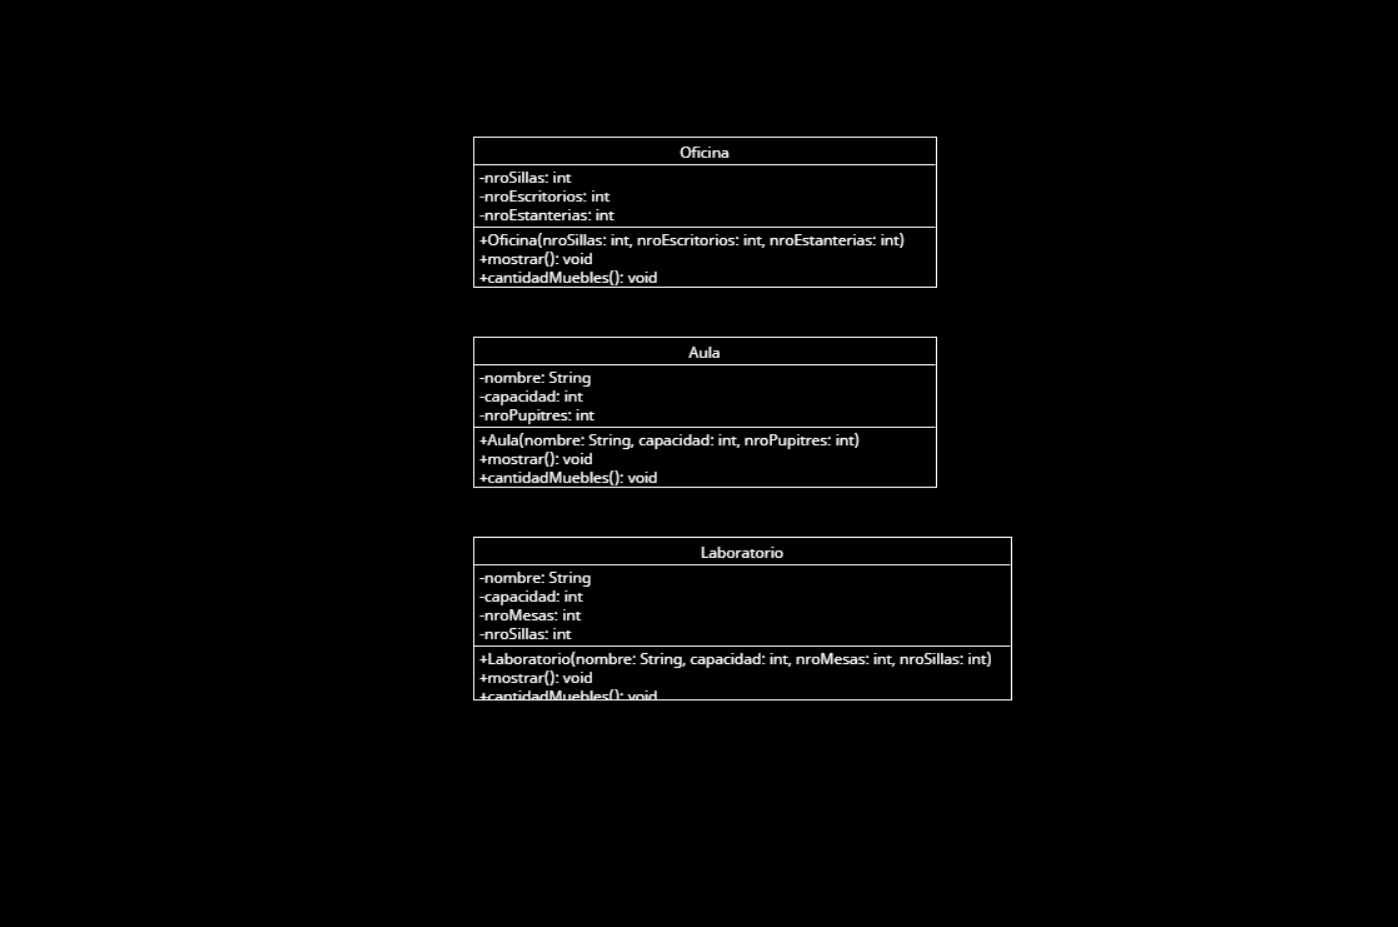 Oficina
-nroSillas: int
-nroEscritorios: int
-nroEstanterias: int
+Oficina(nroSillas: int, nroEscritorios: int, nroEstanterias: int)
+mostrar(): void
+cantidadMuebles(): void
Aula
-nombre: String
-capacidad: int
-nroPupitres: int
+Aula(nombre: String, capacidad: int, nroPupitres: int)
+mostrar(): void
+cantidadMuebles(): void
Laboratorio
-nombre: String
-capacidad: int
-nroMesas: int
-nroSillas: int
+Laboratorio(nombre: String, capacidad: int, nroMesas: int, nroSillas: int)
+mostrar(): void
+cantidadMuebles(): void